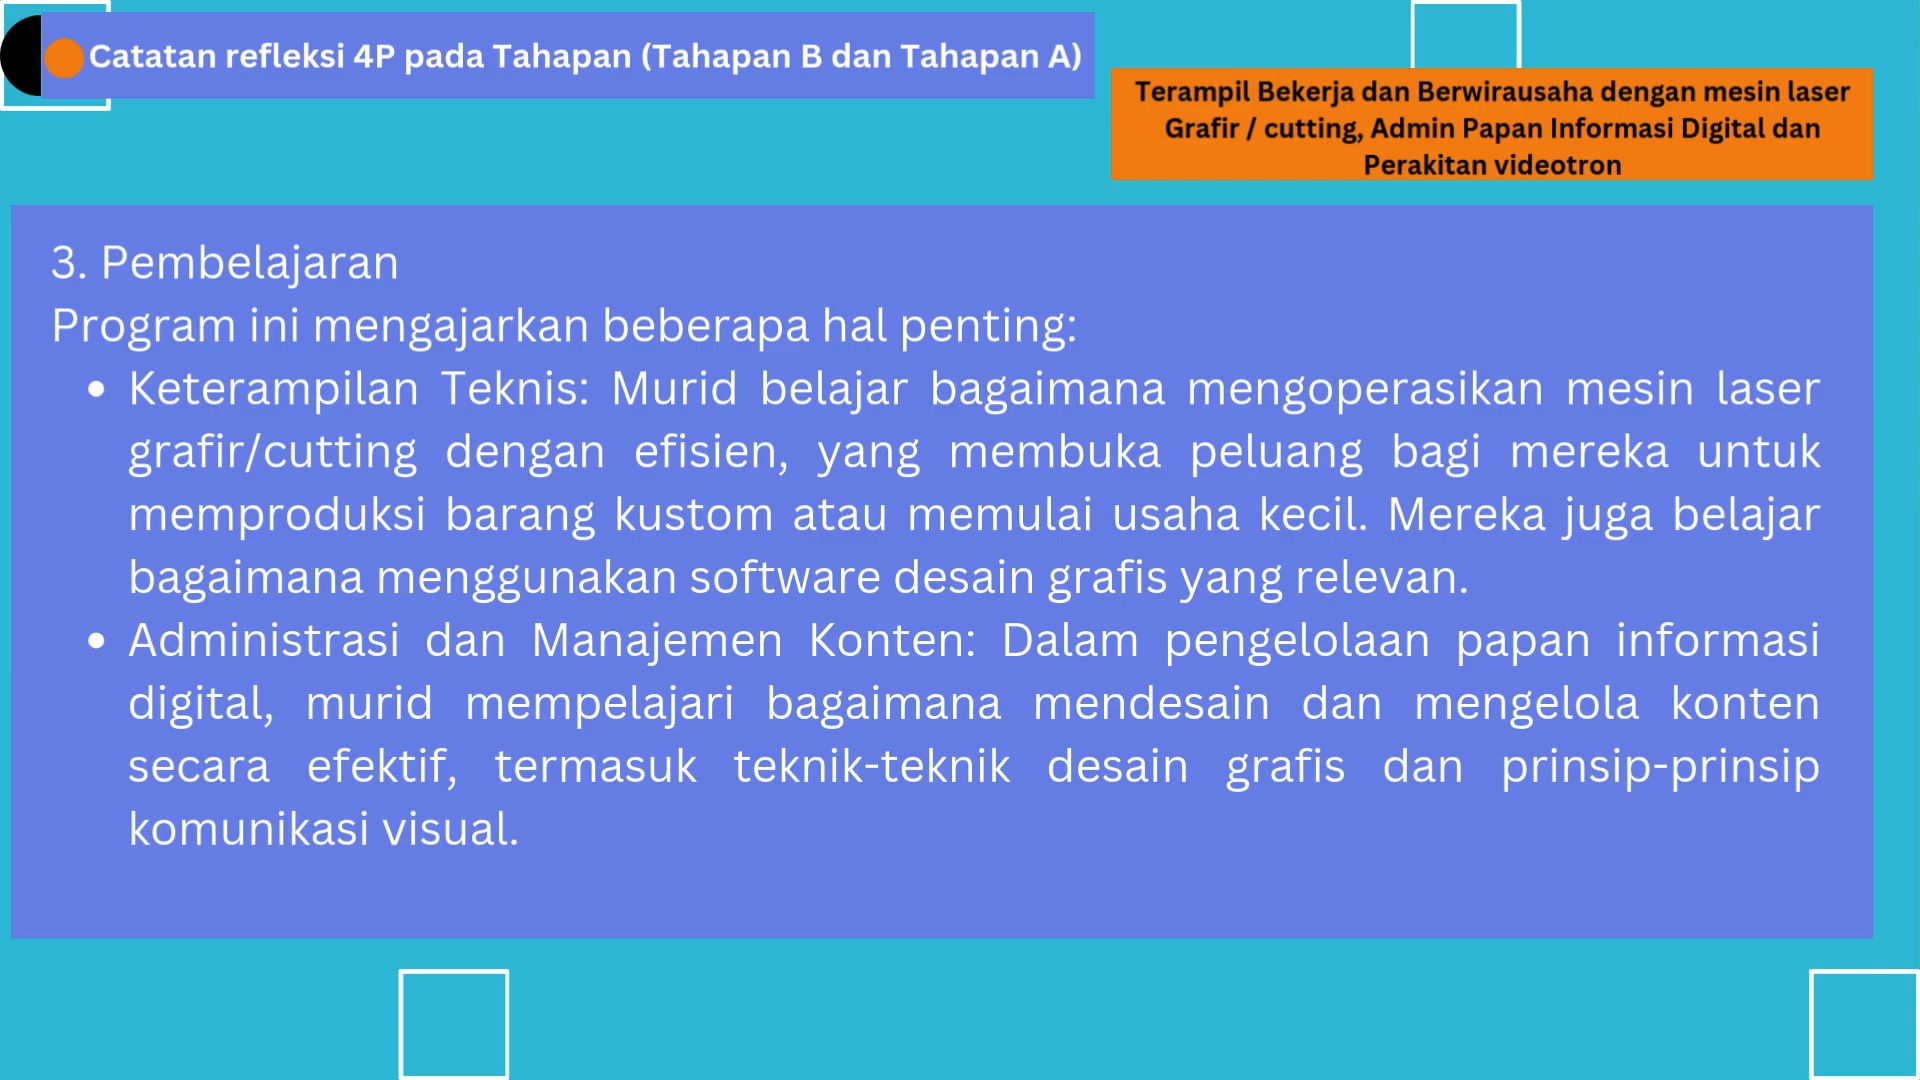 Catatan refleksi 4P pada Tahapan (Tahapan B dan Tahapan A)
Terampil Bekerja dan Berwirausaha dengan mesin laser
Grafir / cutting, Admin Papan Informasi Digital dan
Perakitan videotron
3. Pembelajaran
Program ini mengajarkan beberapa hal penting:
• Keterampilan Teknis: Murid belajar bagaimana mengoperasikan mesin laser
grafir/cutting dengan efisien, yang membuka peluang bagi mereka untuk
memproduksi barang kustom atau memulai usaha kecil. Mereka juga belajar
bagaimana menggunakan software desain grafis yang relevan.
• Administrasi dan Manajemen Konten: Dalam pengelolaan papan informasi
digital, murid mempelajari bagaimana mendesain dan mengelola konten
secara efektif, termasuk teknik-teknik desain grafis dan prinsip-prinsip
komunikasi visual.